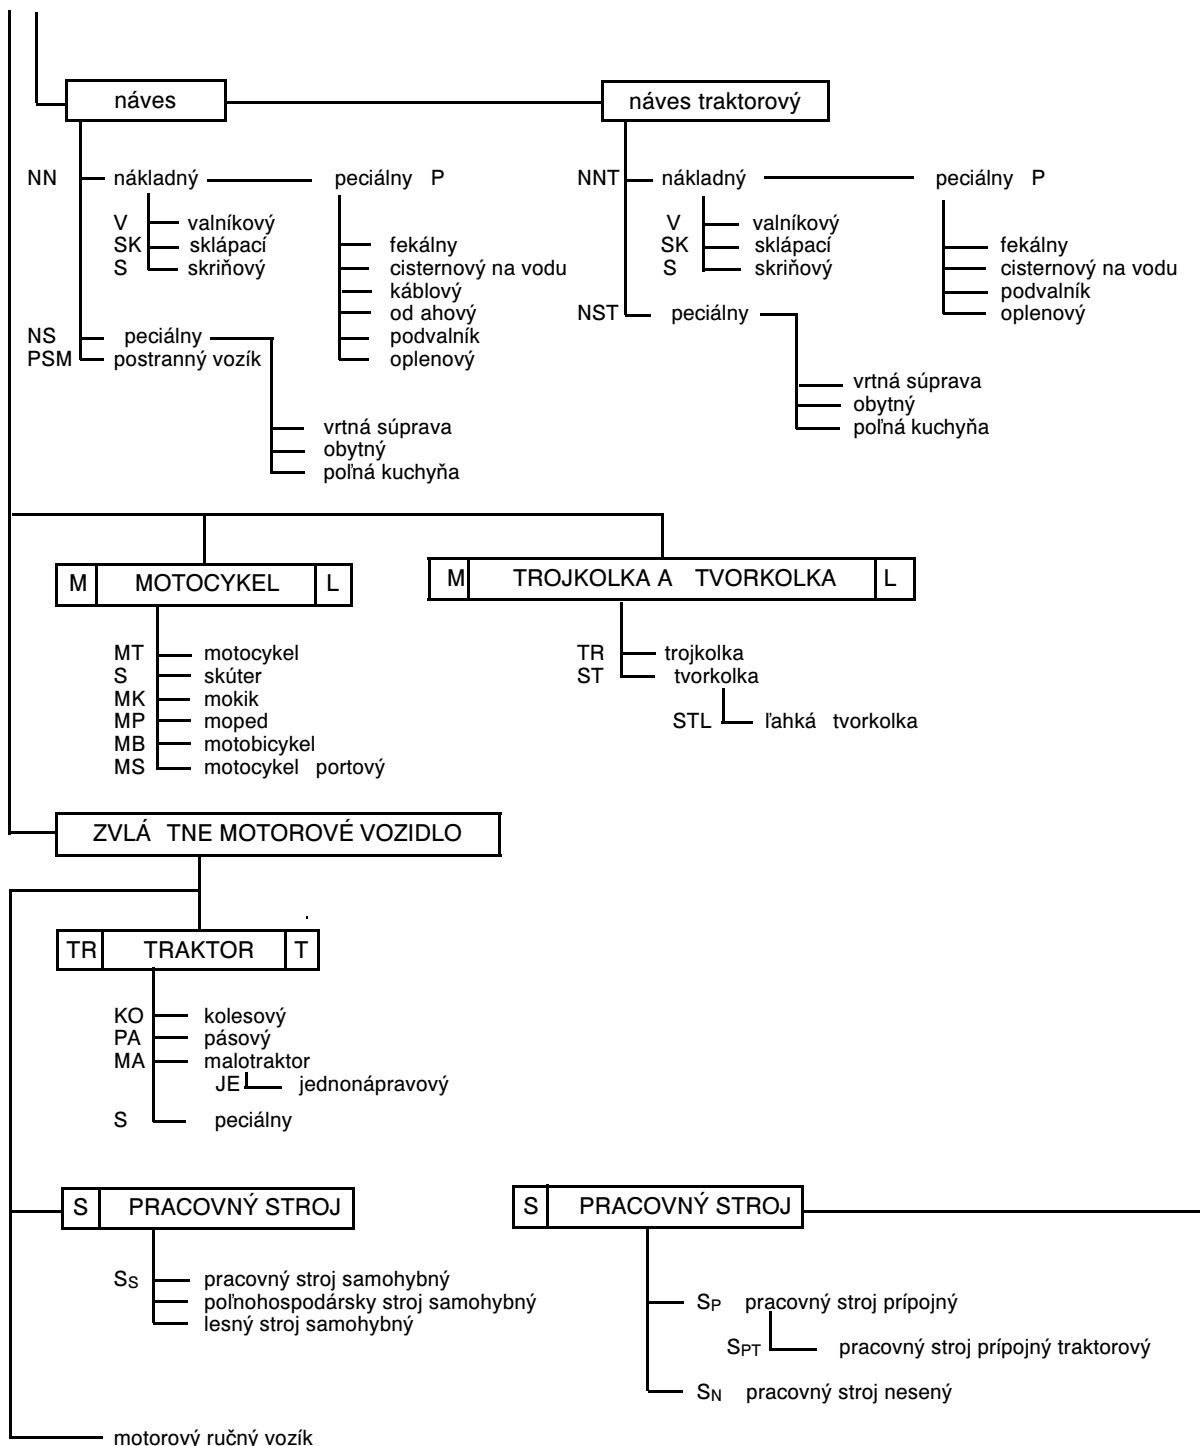 náves
náves traktorový
NN nákladný peciálny P
V valníkový
SK sklápací
S skriňový
fekálny
cisternový na vodu
káblový
od ahový
podvalník
oplenový
NS peciálny
PSM postranný vozík
vrtná súprava
obytný
poľná kuchyňa
NNT nákladný peciálny P
V valníkový
SK sklápací
S skriňový
fekálny
cisternový na vodu
podvalník
oplenový
NST peciálny
vrtná súprava
obytný
poľná kuchyňa
M MOTOCYKEL L
MT motocykel
S skúter
MK mokik
MP moped
MB motobicykel
MS motocykel portový
M TROJKOLKA A TVORKOLKA L
TR trojkolka
ST tvorkolka
STL ľahká tvorkolka
ZVLÁ TNE MOTOROVÉ VOZIDLO
TR TRAKTOR T
KO kolesový
PA pásový
MA malotraktor
JE jednonápravový
S peciálny
S PRACOVNÝ STROJ
SS pracovný stroj samohybný
poľnohospodársky stroj samohybný
lesný stroj samohybný
S PRACOVNÝ STROJ
SP pracovný stroj prípojný
SPT pracovný stroj prípojný traktorový
SN pracovný stroj nesený
motorový ručný vozík